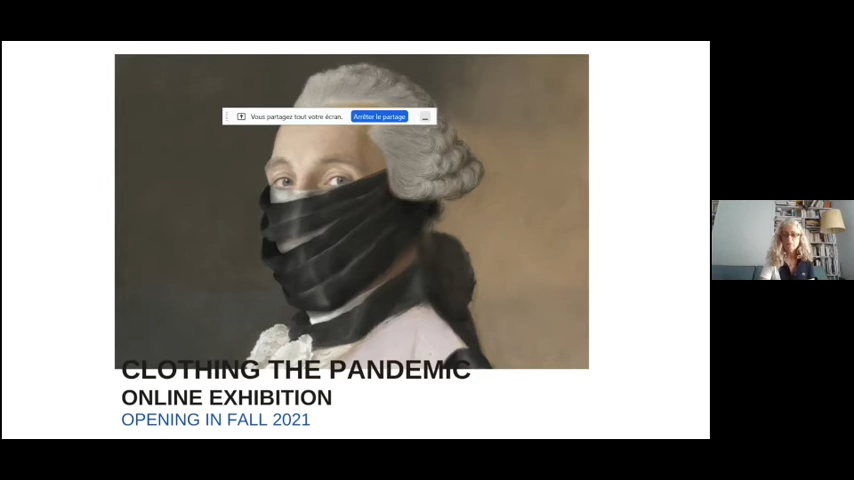 Vous partagez tout votre écran. Arrêter le partage
CLOTHING THE PANDEMIC
ONLINE EXHIBITION
OPENING IN FALL 2021